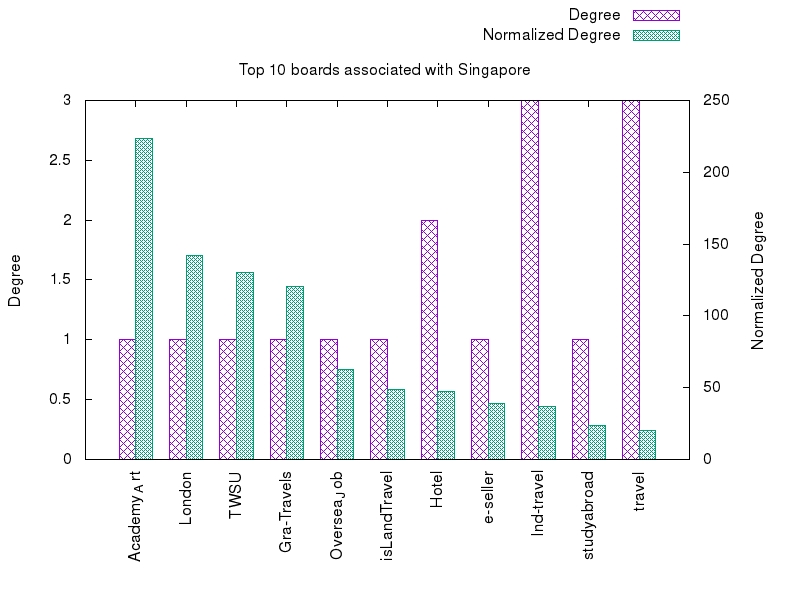 Degree
Normalized Degree
Top 10 boards associated with Singapore
3
2.5
2
1.5
1
0.5
0
250
200
150
100
50
0
Degree
Normalized Degree
Academy_Art
London
TWSU
Gra-Travels
Oversea_Job
isLandTravel
Hotel
e-seller
Ind-travel
studyabroad
travel